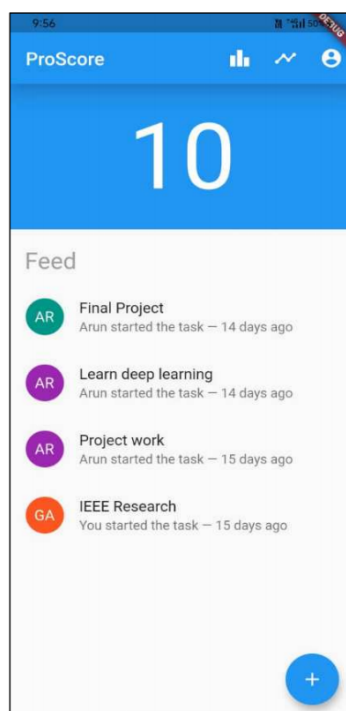 9:56
DEBUG
ProScore
10
Feed
AR
Final Project
Arun started the task — 14 days ago
AR
Learn deep learning
Arun started the task — 14 days ago
AR
Project work
Arun started the task — 15 days ago
GA
IEEE Research
You started the task — 15 days ago
+